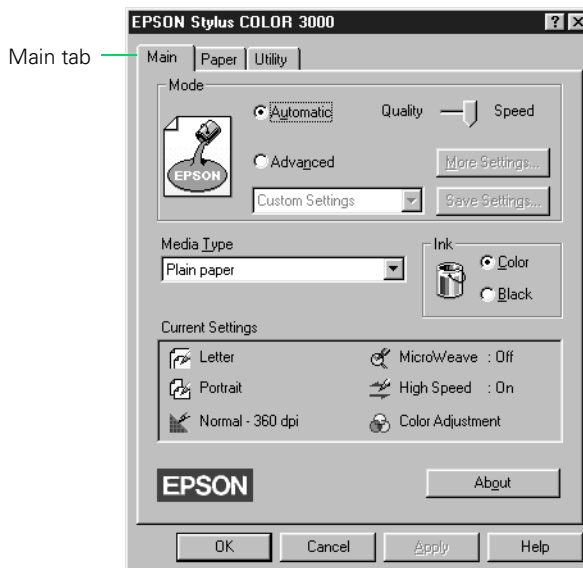 EPSON Stylus COLOR 3000
Main tab
Main Paper Utility
Mode
Automatic Quality Speed
EPSON
Advanced More Settings...
Custom Settings Save Settings...
Media Type
Plain paper
Ink
Color
Black
Current Settings
Letter MicroWeave : Off
Portrait High Speed : On
Normal - 360 dpi Color Adjustment
EPSON About
OK Cancel Apply Help